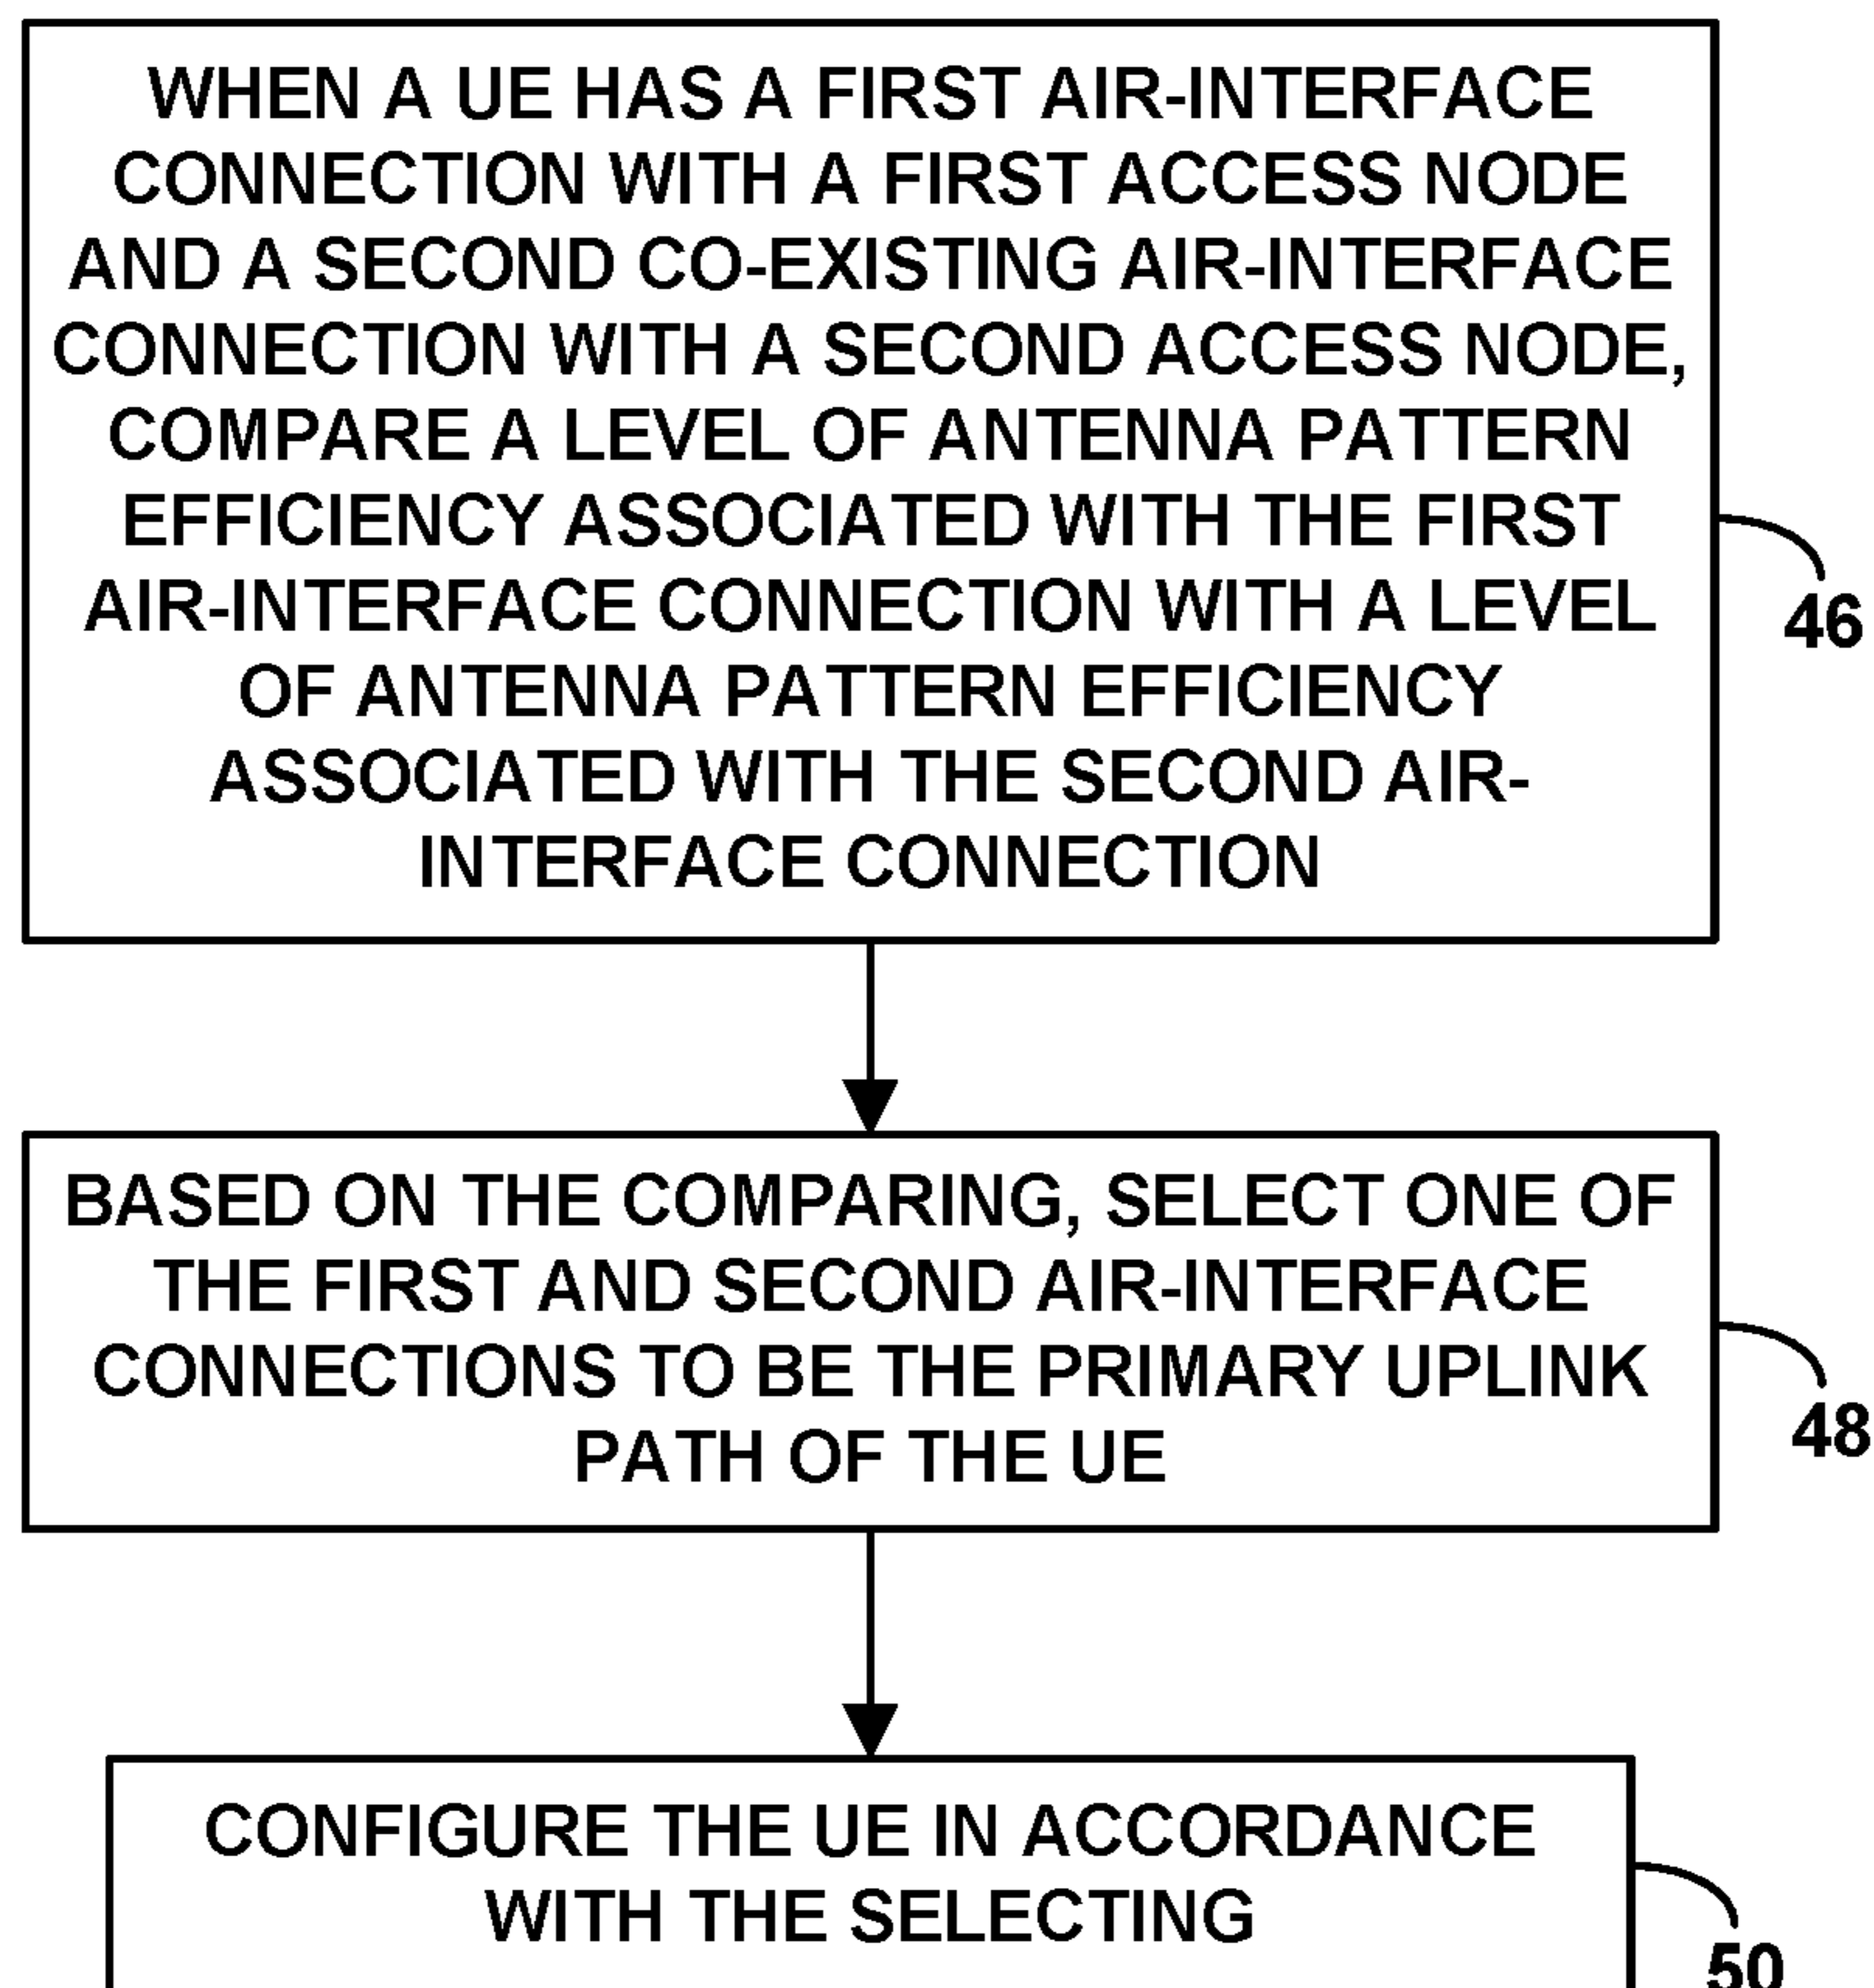 WHEN A UE HAS A FIRST AIR-INTERFACE
CONNECTION WITH A FIRST ACCESS NODE
AND A SECOND CO-EXISTING AIR-INTERFACE
CONNECTION WITH A SECOND ACCESS NODE,
COMPARE A LEVEL OF ANTENNA PATTERN
EFFICIENCY ASSOCIATED WITH THE FIRST
AIR-INTERFACE CONNECTION WITH A LEVEL
OF ANTENNA PATTERN EFFICIENCY
ASSOCIATED WITH THE SECOND AIR-
INTERFACE CONNECTION
46
BASED ON THE COMPARING, SELECT ONE OF
THE FIRST AND SECOND AIR-INTERFACE
CONNECTIONS TO BE THE PRIMARY UPLINK
PATH OF THE UE
48
CONFIGURE THE UE IN ACCORDANCE
WITH THE SELECTING
50